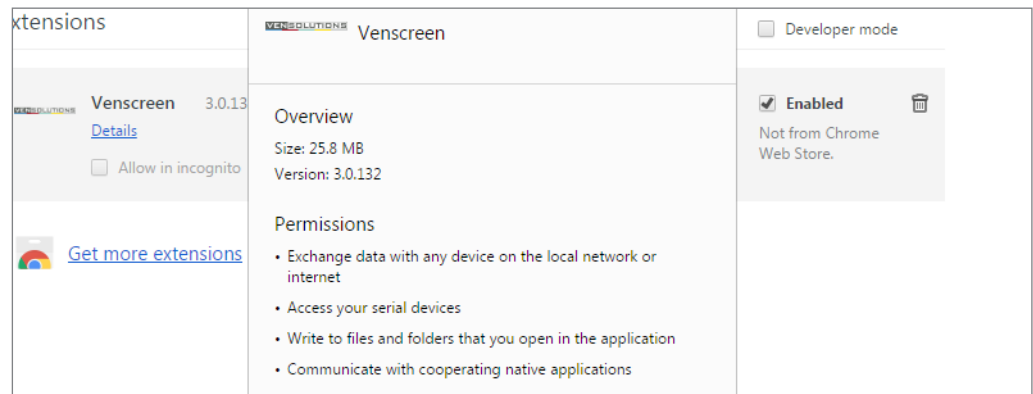 xtensions
Venscreen 3.0.13
Details
Allow in incognito
Get more extensions
VENSOLUTIONS
Venscreen
Overview
Size: 25.8 MB
Version: 3.0.132
Permissions
• Exchange data with any device on the local network or
internet
• Access your serial devices
• Write to files and folders that you open in the application
• Communicate with cooperating native applications
Developer mode
Enabled
Not from Chrome
Web Store.
VENSOLUTIONS